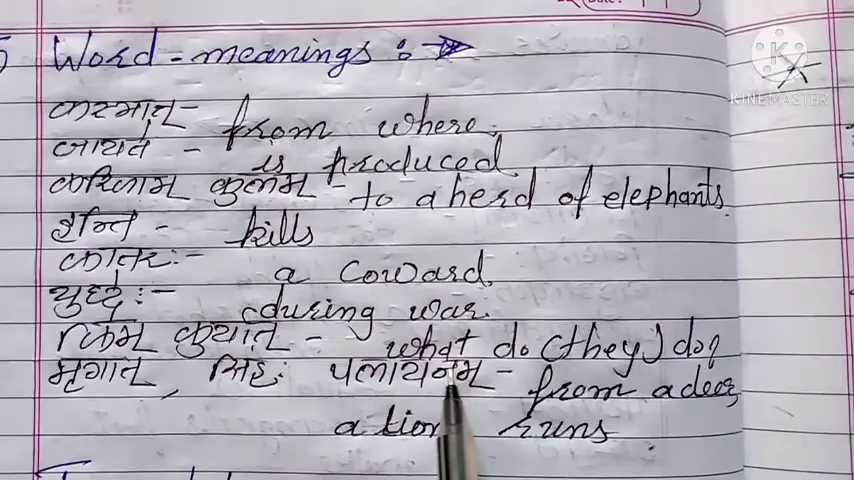 Date:
Word-meanings :→
कस्मात् - from where.
जायते - is produced
करिणाम कुलम - to a herd of elephants.
हन्ति - kills
कातर: - a coward.
युद्धे: - during war.
किम कुर्यात - what do (they) do?
मृगात, सिंह: पलायनम - from a deer,
a lion runs
KINEMASTER